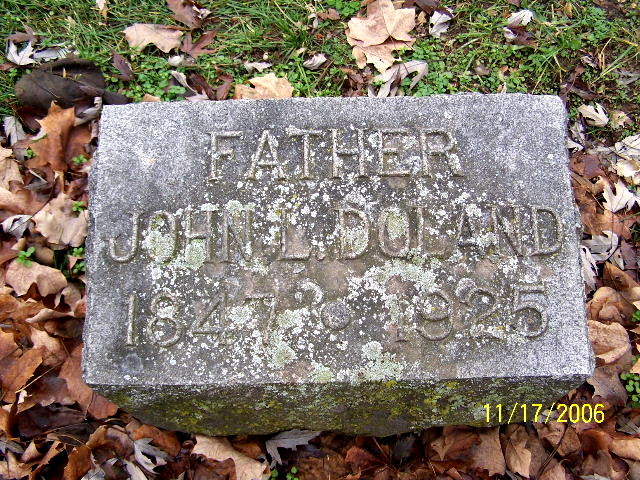 FATHER
JOHN L. DOLAND
1847 - 1925
11/17/2006